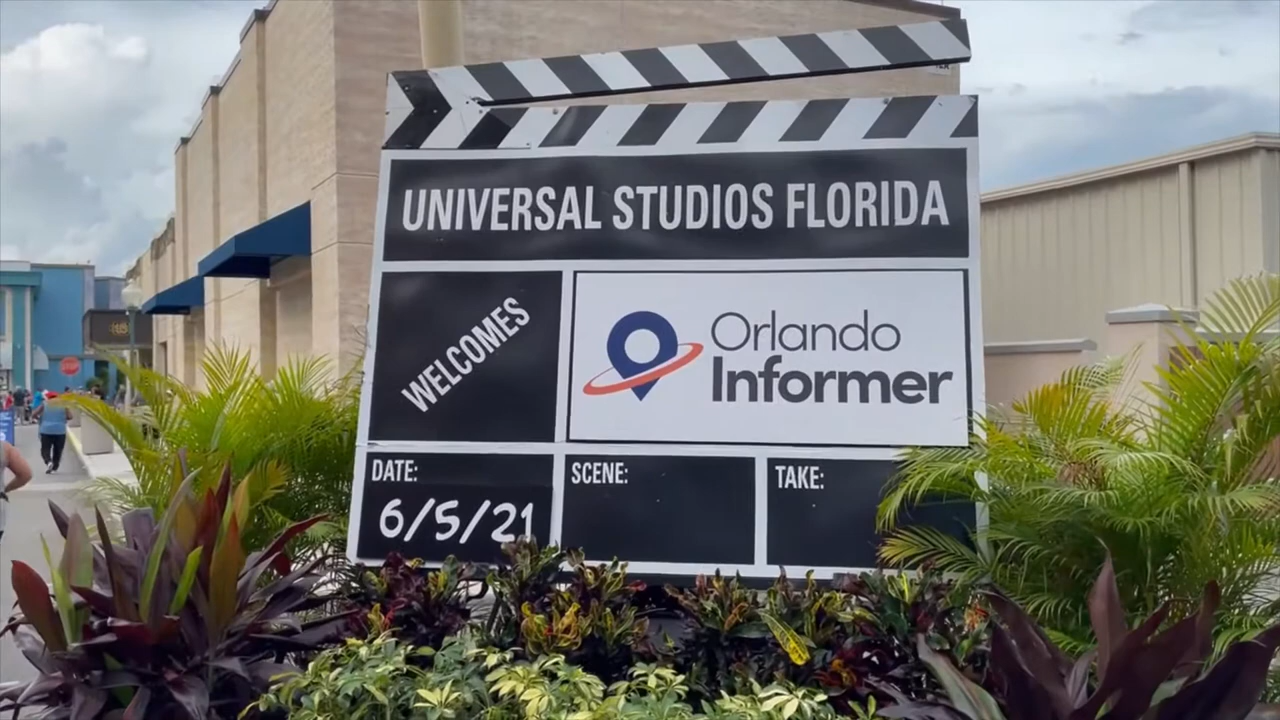 UNIVERSAL STUDIOS FLORIDA
WELCOMES
Orlando
Informer
DATE:
6/5/21
SCENE:
TAKE: